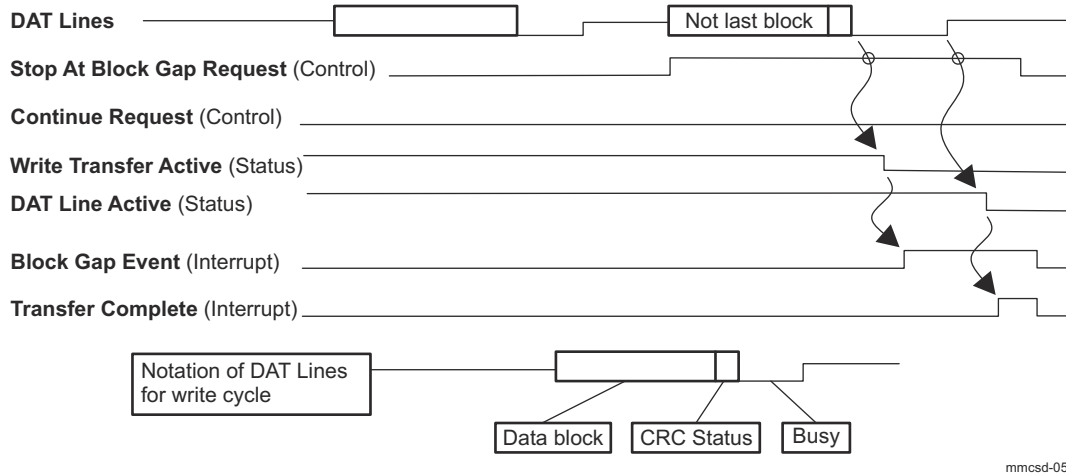 DAT Lines
Not last block
Stop At Block Gap Request (Control)
Continue Request (Control)
Write Transfer Active (Status)
DAT Line Active (Status)
Block Gap Event (Interrupt)
Transfer Complete (Interrupt)
Notation of DAT Lines
for write cycle
Data block
CRC Status
Busy
mmcsd-05